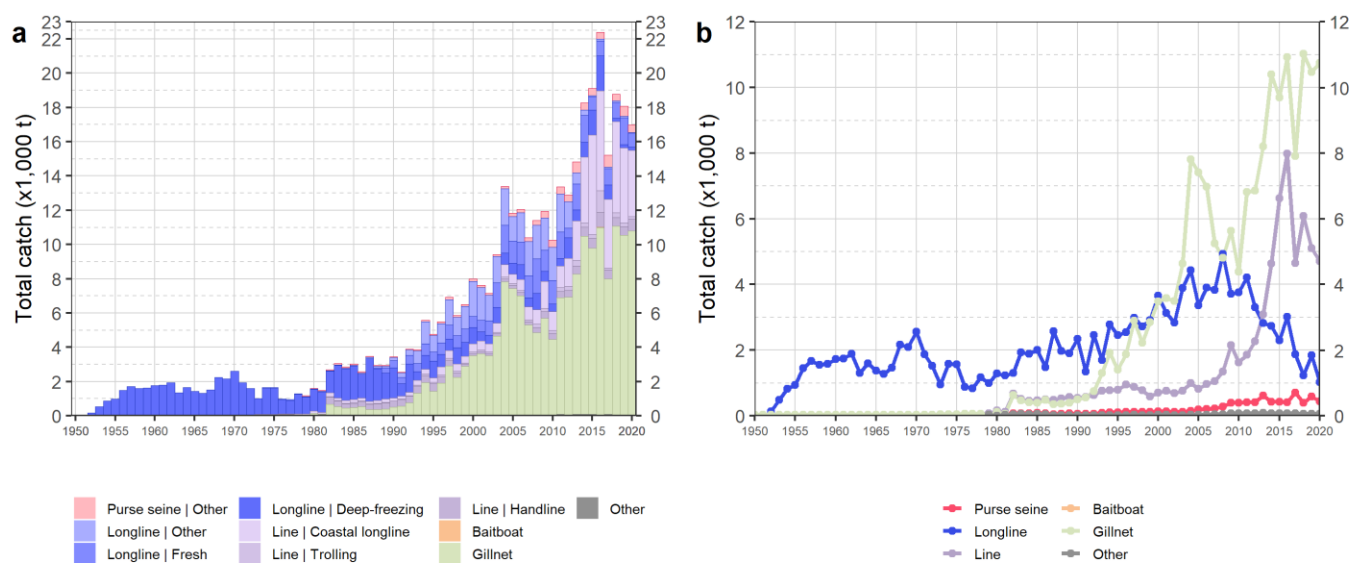 a
Total catch (x1,000 t)
23
22
20
18
16
14
12
10
8
6
4
2
0
23
22
20
18
16
14
12
10
8
6
4
2
0
1950 1955 1960 1965 1970 1975 1980 1985 1990 1995 2000 2005 2010 2015 2020
Purse seine | Other
Longline | Other
Longline | Fresh
Longline | Deep-freezing
Line | Coastal longline
Line | Trolling
Line | Handline
Baitboat
Gillnet
Other
b
Total catch (x1,000 t)
12
10
8
6
4
2
0
12
10
8
6
4
2
0
1950 1955 1960 1965 1970 1975 1980 1985 1990 1995 2000 2005 2010 2015 2020
Purse seine
Longline
Line
Baitboat
Gillnet
Other